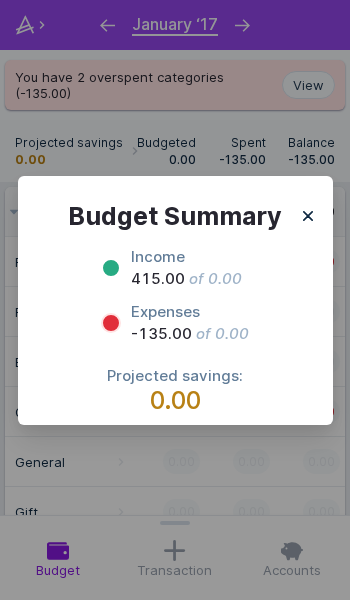 January ‘17
You have 2 overspent categories
(-135.00)
View
Projected savings
Budgeted
Spent
Balance
0.00
0.00
-135.00
-135.00
Budget Summary
Income
415.00 of 0.00
Expenses
-135.00 of 0.00
Projected savings:
0.00
General
0.00
0.00
0.00
Gift
0.00
0.00
0.00
Budget
Transaction
Accounts